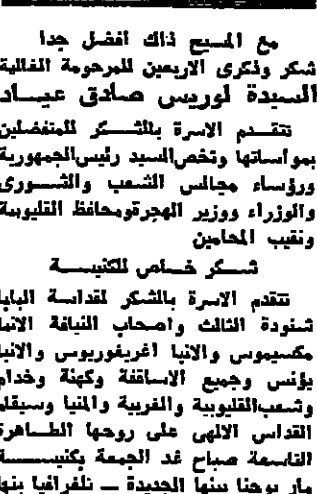 مع المسيح ذاك افضل جدا
شكر وذكرى الاربعين للمرحومة الغالية
السيدة لوريس صادق عياد
تتقدم الاسرة بالشكر للمتفضلين
بمواساتها وتخص السيد رئيس الجمهورية
ورؤساء مجالس الشعب والشورى
والوزراء ووزير الهجرة ومحافظ القليوبية
ونقيب المحامين
شكر خاص للكنيسة
تتقدم الاسرة بالشكر لقداسة البابا
شنودة الثالث واصحاب النيافة الانبا
مكسيموس والانبا اغريغوريوس والانبا
يؤنس وجميع الاساقفة وكهنة وخدام
وشعب القليوبية والغربية والمنيا وسيقام
القداس الالهى على روحها الطاهرة
التاسعة صباح غد الجمعة بكنيسة
مار يوحنا ببنها الجديدة — تلغرافيا بنها